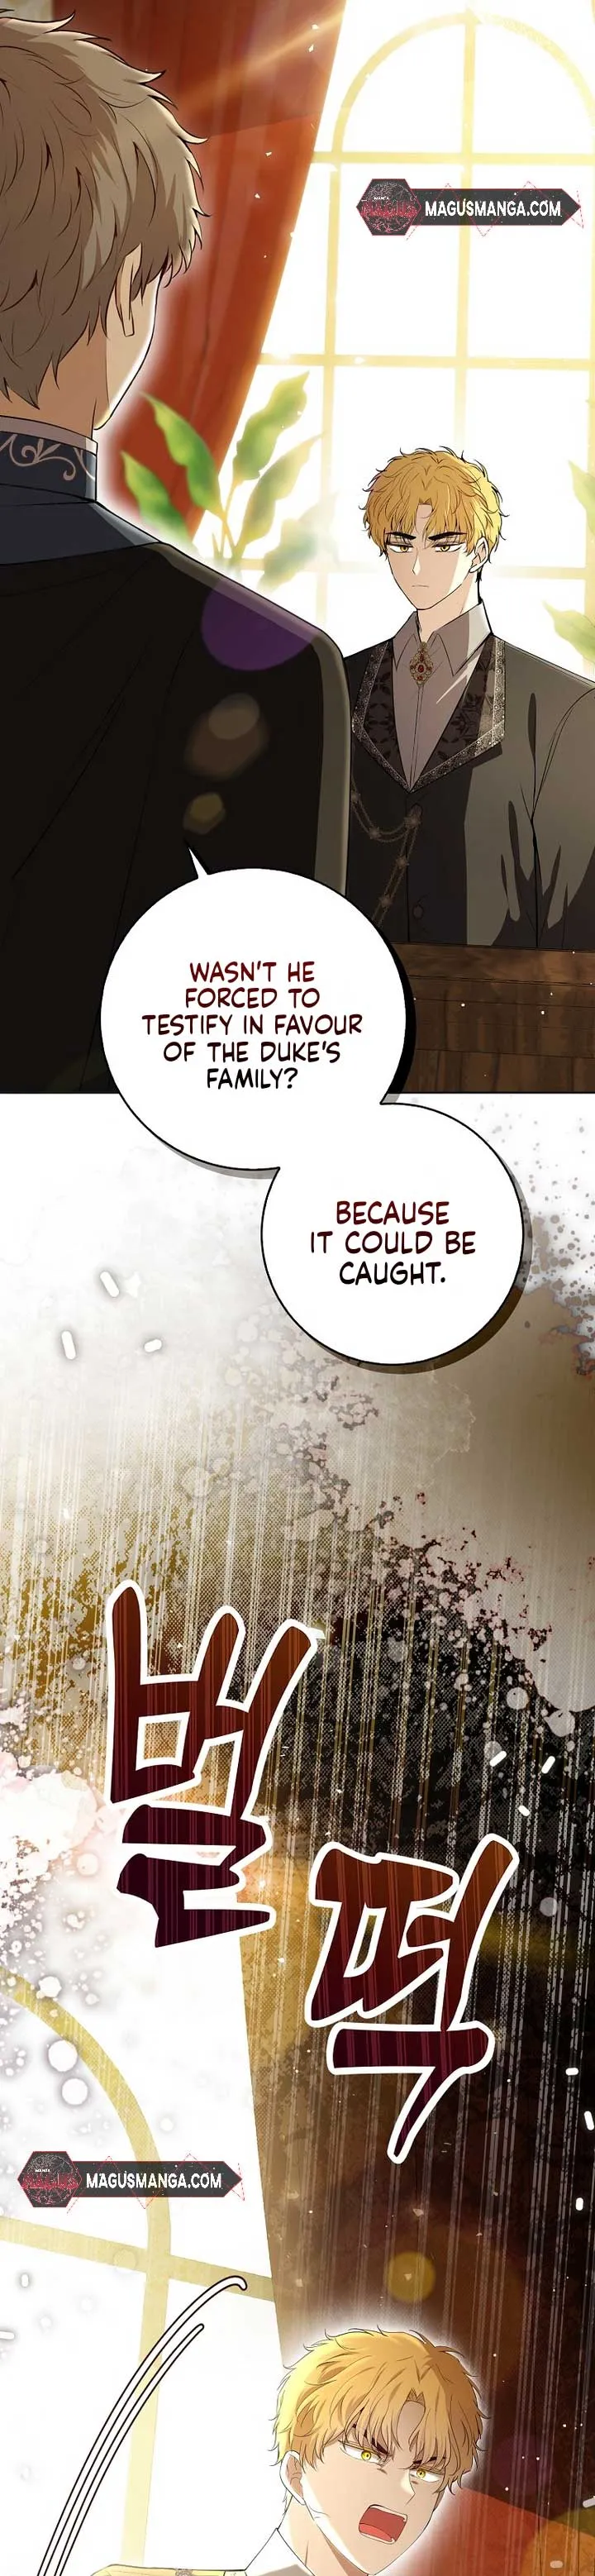 MAGUSMANGA.COM
WASN'T HE
FORCED TO
TESTIFY IN FAVOUR
OF THE DUKE'S
FAMILY?
BECAUSE
IT COULD BE
CAUGHT.
벌
떡
MAGUSMANGA.COM